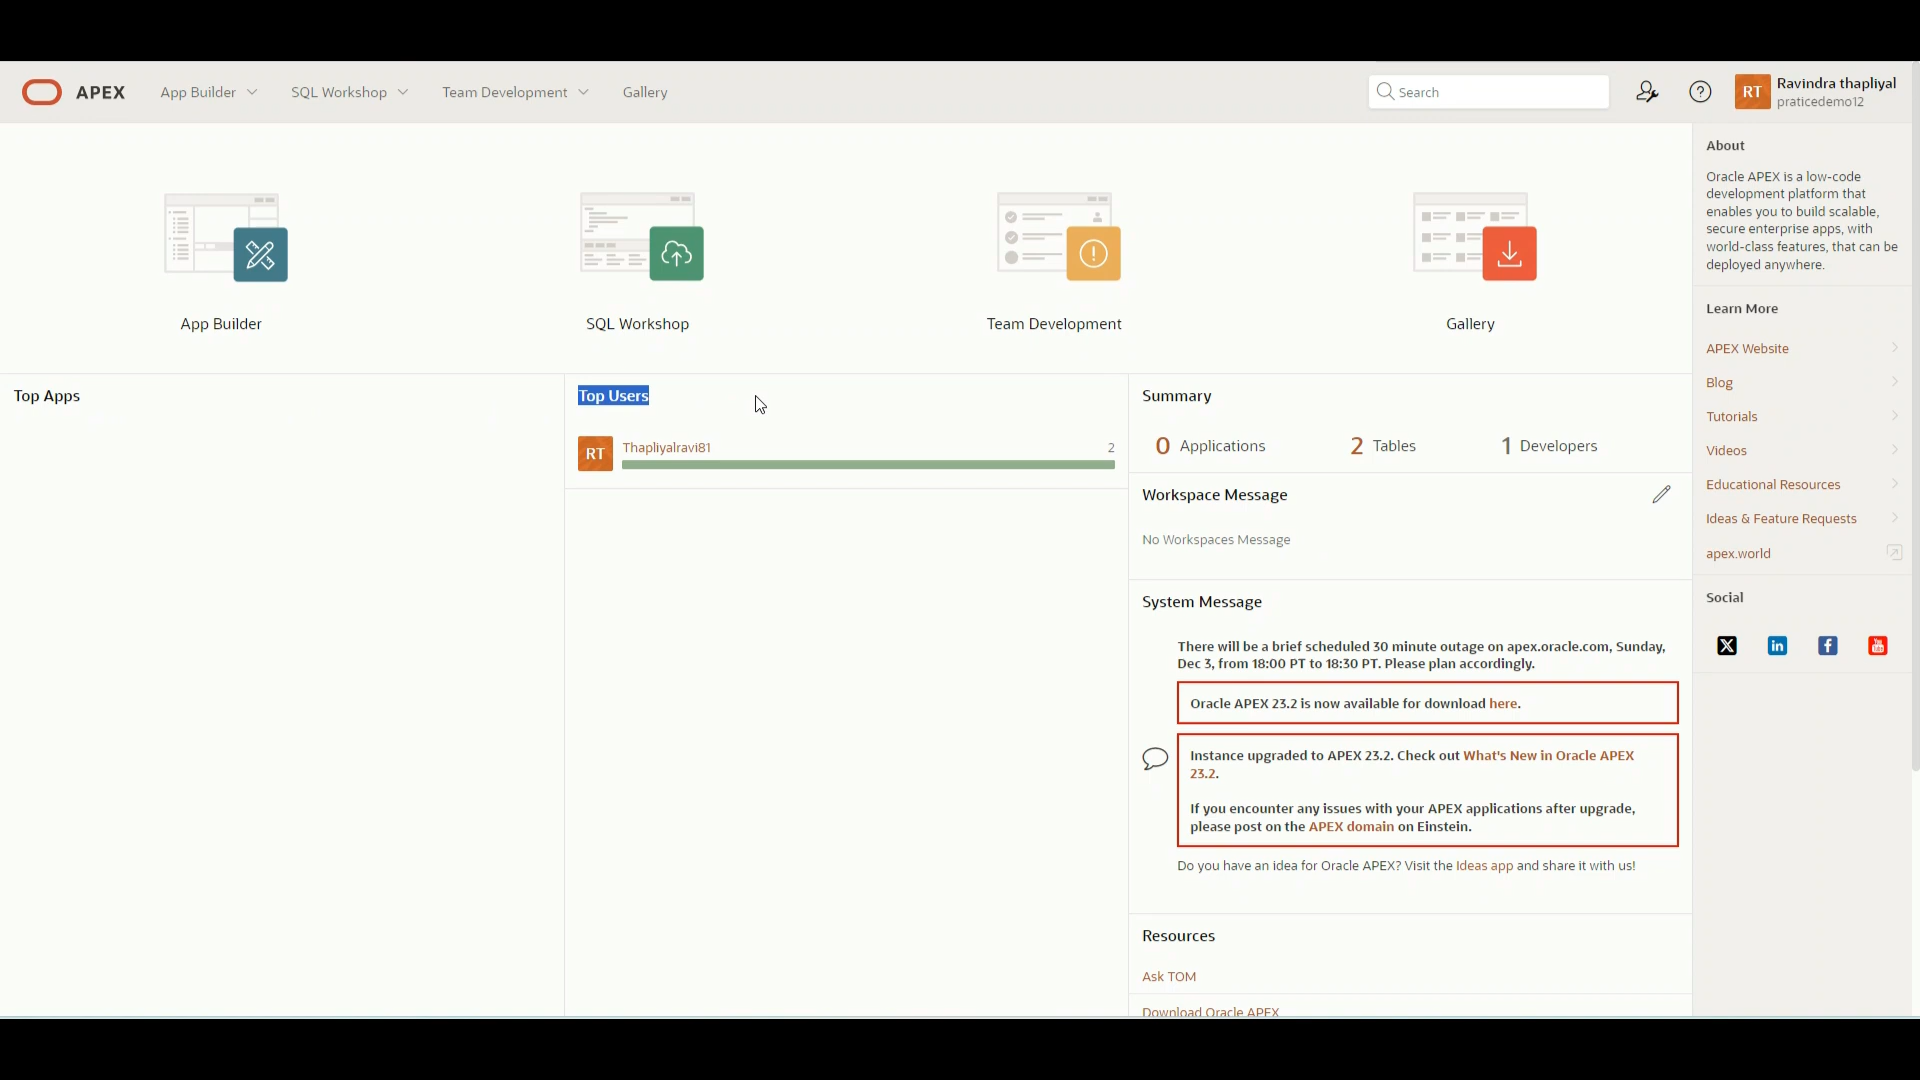 APEX
App Builder
SQL Workshop
Team Development
Gallery
Search
RT
Ravindra thapliyal
praticedemo12
App Builder
SQL Workshop
Team Development
Gallery
Top Apps
Top Users
RT
Thapliyalravi81
2
Summary
0 Applications
2 Tables
1 Developers
Workspace Message
No Workspaces Message
System Message
There will be a brief scheduled 30 minute outage on apex.oracle.com, Sunday,
Dec 3, from 18:00 PT to 18:30 PT. Please plan accordingly.
Oracle APEX 23.2 is now available for download here.
Instance upgraded to APEX 23.2. Check out What's New in Oracle APEX
23.2.
If you encounter any issues with your APEX applications after upgrade,
please post on the APEX domain on Einstein.
Do you have an idea for Oracle APEX? Visit the Ideas app and share it with us!
Resources
Ask TOM
Download Oracle APEX
About
Oracle APEX is a low-code
development platform that
enables you to build scalable,
secure enterprise apps, with
world-class features, that can be
deployed anywhere.
Learn More
APEX Website
Blog
Tutorials
Videos
Educational Resources
Ideas & Feature Requests
apex.world
Social